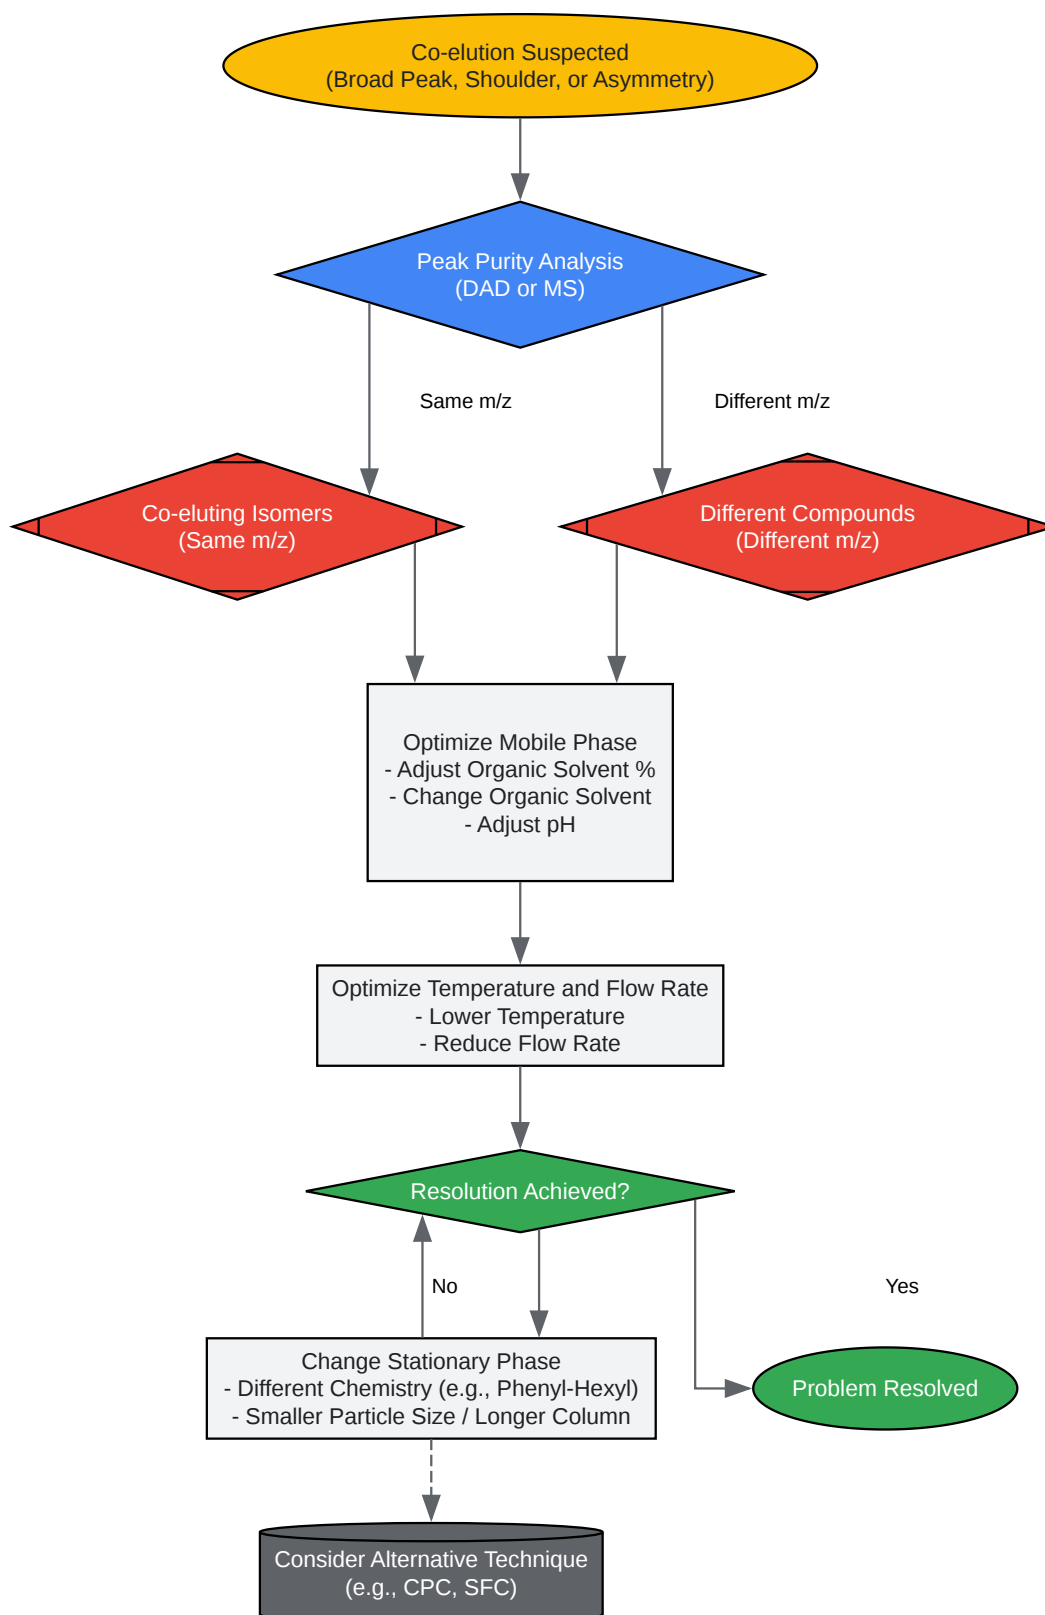 Co-elution Suspected
(Broad Peak, Shoulder, or Asymmetry)
Peak Purity Analysis
(DAD or MS)
Same m/z
Different m/z
Co-eluting Isomers
(Same m/z)
Different Compounds
(Different m/z)
Optimize Mobile Phase
- Adjust Organic Solvent %
- Change Organic Solvent
- Adjust pH
Optimize Temperature and Flow Rate
- Lower Temperature
- Reduce Flow Rate
Resolution Achieved?
No
Yes
Change Stationary Phase
- Different Chemistry (e.g., Phenyl-Hexyl)
- Smaller Particle Size / Longer Column
Problem Resolved
Consider Alternative Technique
(e.g., CPC, SFC)